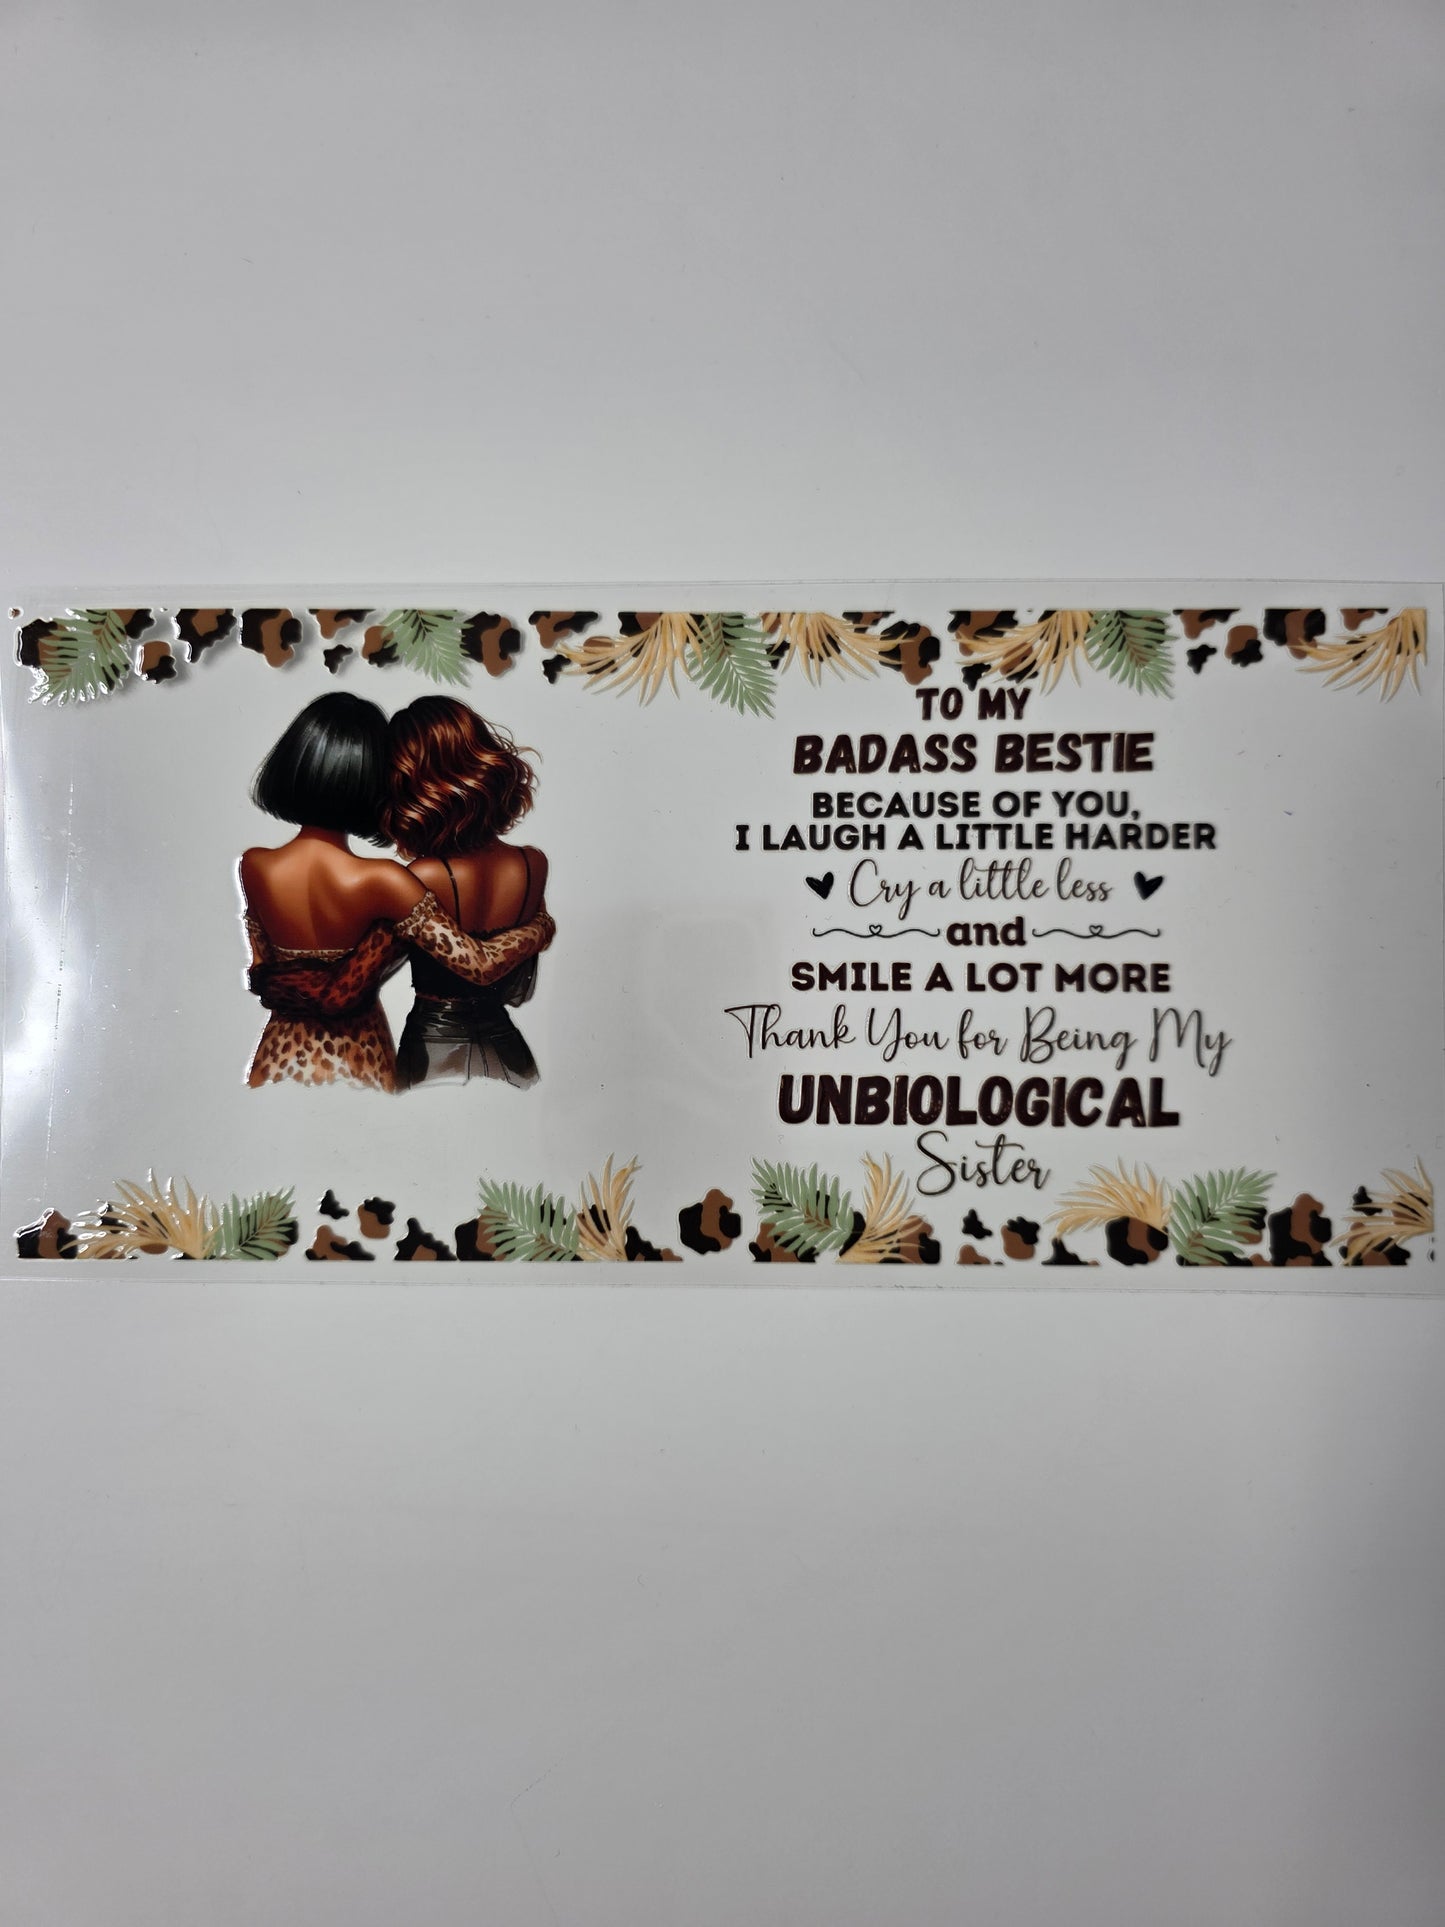 TO MY
BADASS BESTIE
BECAUSE OF YOU,
I LAUGH A LITTLE HARDER
Cry a little less
and
SMILE A LOT MORE
Thank You for Being My
UNBIOLOGICAL
Sister